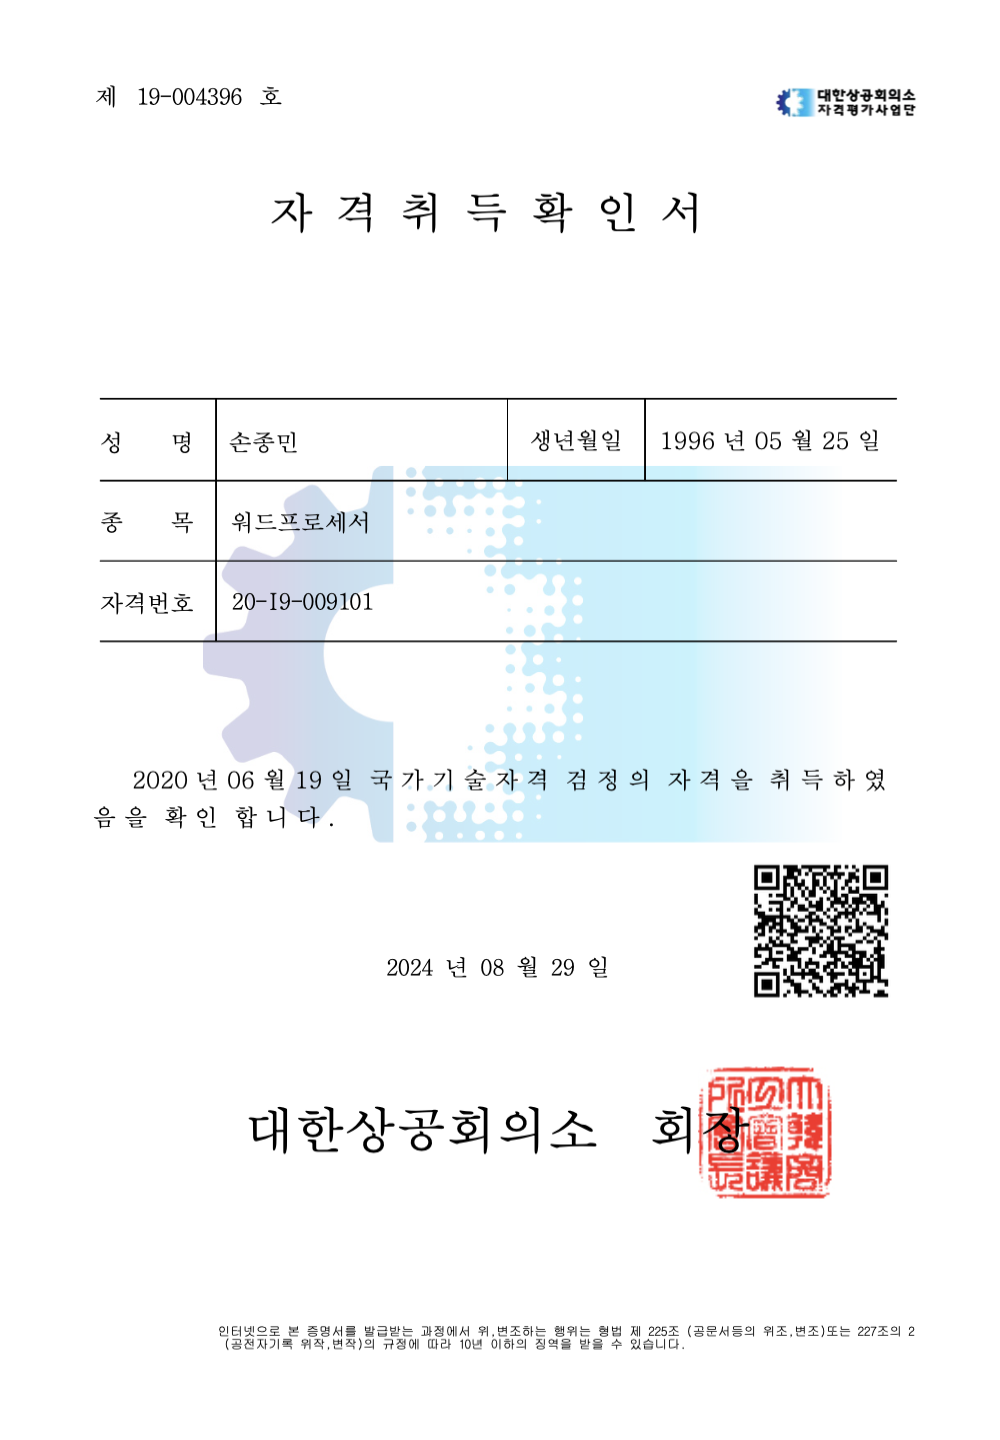 제 19-004396 호
대한상공회의소
자격평가사업단
자 격 취 득 확 인 서
성 명 손종민 생년월일 1996 년 05 월 25 일
종 목 워드프로세서
자격번호 20-I9-009101
2020 년 06 월 19 일 국 가 기 술 자 격 검 정 의 자 격 을 취 득 하 였
음 을 확 인 합 니 다 .
2024 년 08 월 29 일
대한상공회의소 회장
인터넷으로 본 증명서를 발급받는 과정에서 위,변조하는 행위는 형법 제 225조 (공문서등의 위조,변조)또는 227조의 2
(공전자기록 위작,변작)의 규정에 따라 10년 이하의 징역을 받을 수 있습니다.